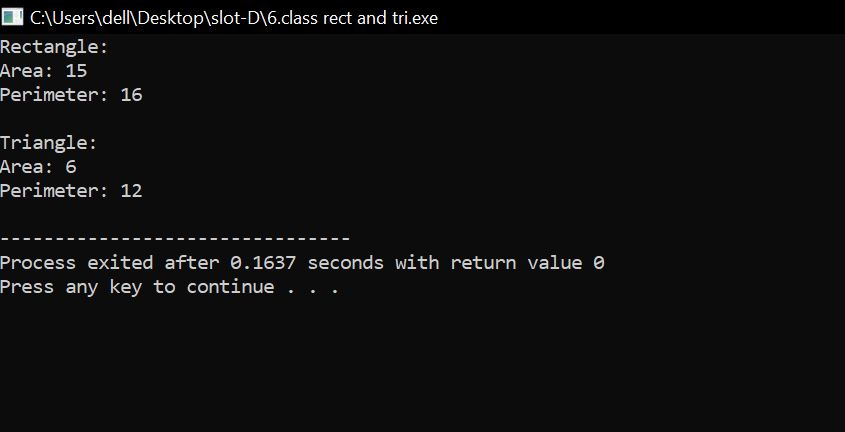 C:\Users\dell\Desktop\slot-D\6.class rect and tri.exe
Rectangle:
Area: 15
Perimeter: 16
Triangle:
Area: 6
Perimeter: 12
--------------------------------
Process exited after 0.1637 seconds with return value 0
Press any key to continue . . .